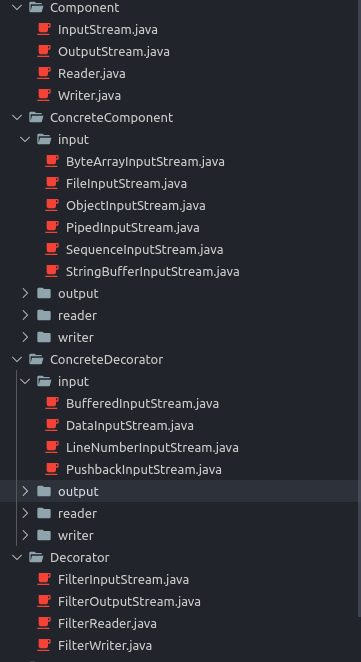 Component
InputStream.java
OutputStream.java
Reader.java
Writer.java
ConcreteComponent
input
ByteArrayInputStream.java
FileInputStream.java
ObjectInputStream.java
PipedInputStream.java
SequenceInputStream.java
StringBufferInputStream.java
output
reader
writer
ConcreteDecorator
input
BufferedInputStream.java
DataInputStream.java
LineNumberInputStream.java
PushbackInputStream.java
output
reader
writer
Decorator
FilterInputStream.java
FilterOutputStream.java
FilterReader.java
FilterWriter.java